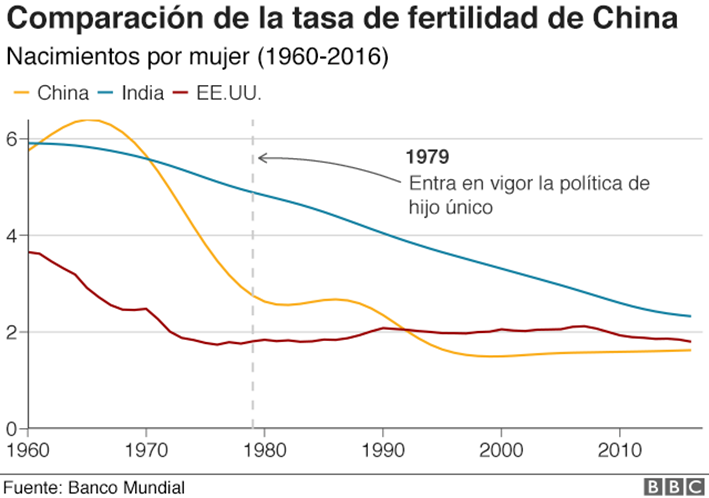 Comparación de la tasa de fertilidad de China
Nacimientos por mujer (1960-2016)
China India EE.UU.
6
1979
Entra en vigor la política de
hijo único
4
2
0
1960 1970 1980 1990 2000 2010
Fuente: Banco Mundial BBC